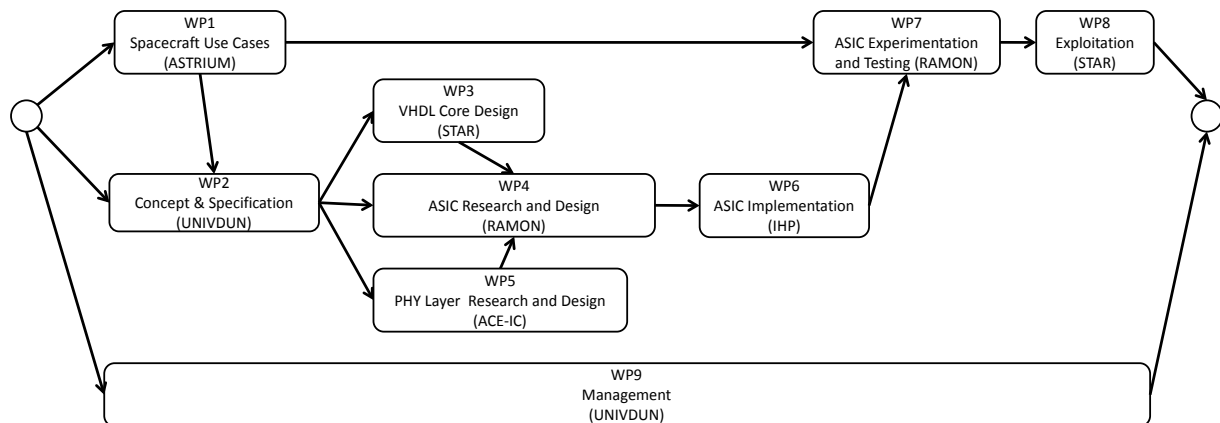 WP1
Spacecraft Use Cases
(ASTRIUM)
WP7
ASIC Experimentation
and Testing (RAMON)
WP8
Exploitation
(STAR)
WP3
VHDL Core Design
(STAR)
WP2
Concept & Specification
(UNIVDUN)
WP4
ASIC Research and Design
(RAMON)
WP6
ASIC Implementation
(IHP)
WP5
PHY Layer  Research and Design
(ACE-IC)
WP9
Management
(UNIVDUN)